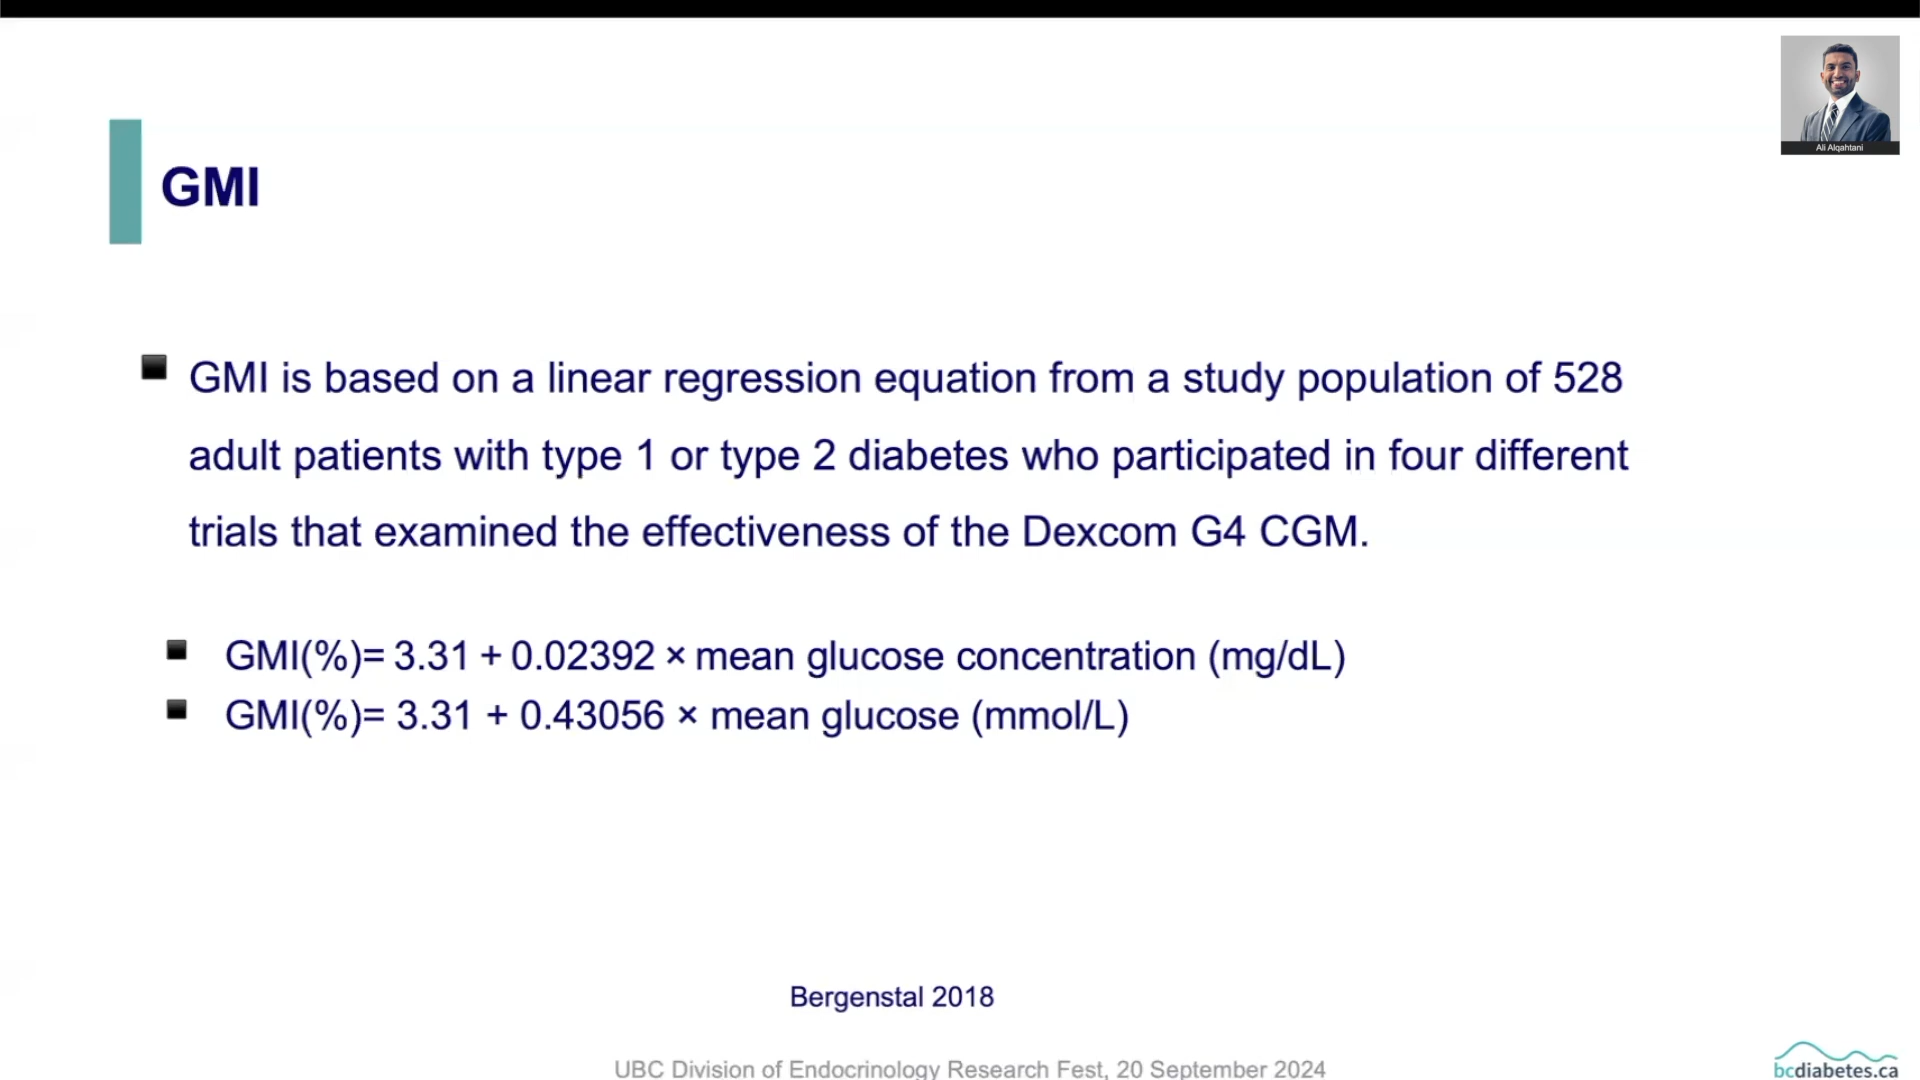 Ali Alqahtani
GMI
GMI is based on a linear regression equation from a study population of 528
adult patients with type 1 or type 2 diabetes who participated in four different
trials that examined the effectiveness of the Dexcom G4 CGM.
GMI(%)= 3.31 + 0.02392 × mean glucose concentration (mg/dL)
GMI(%)= 3.31 + 0.43056 × mean glucose (mmol/L)
Bergenstal 2018
UBC Division of Endocrinology Research Fest, 20 September 2024
bcdiabetes.ca